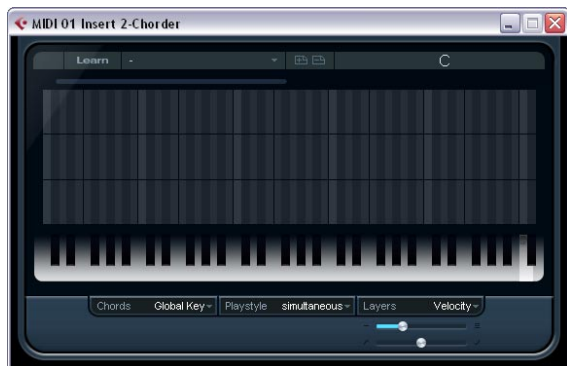 MIDI 01 Insert 2-Chorder
Learn - C
Chords Global Key Playstyle simultaneous Layers Velocity